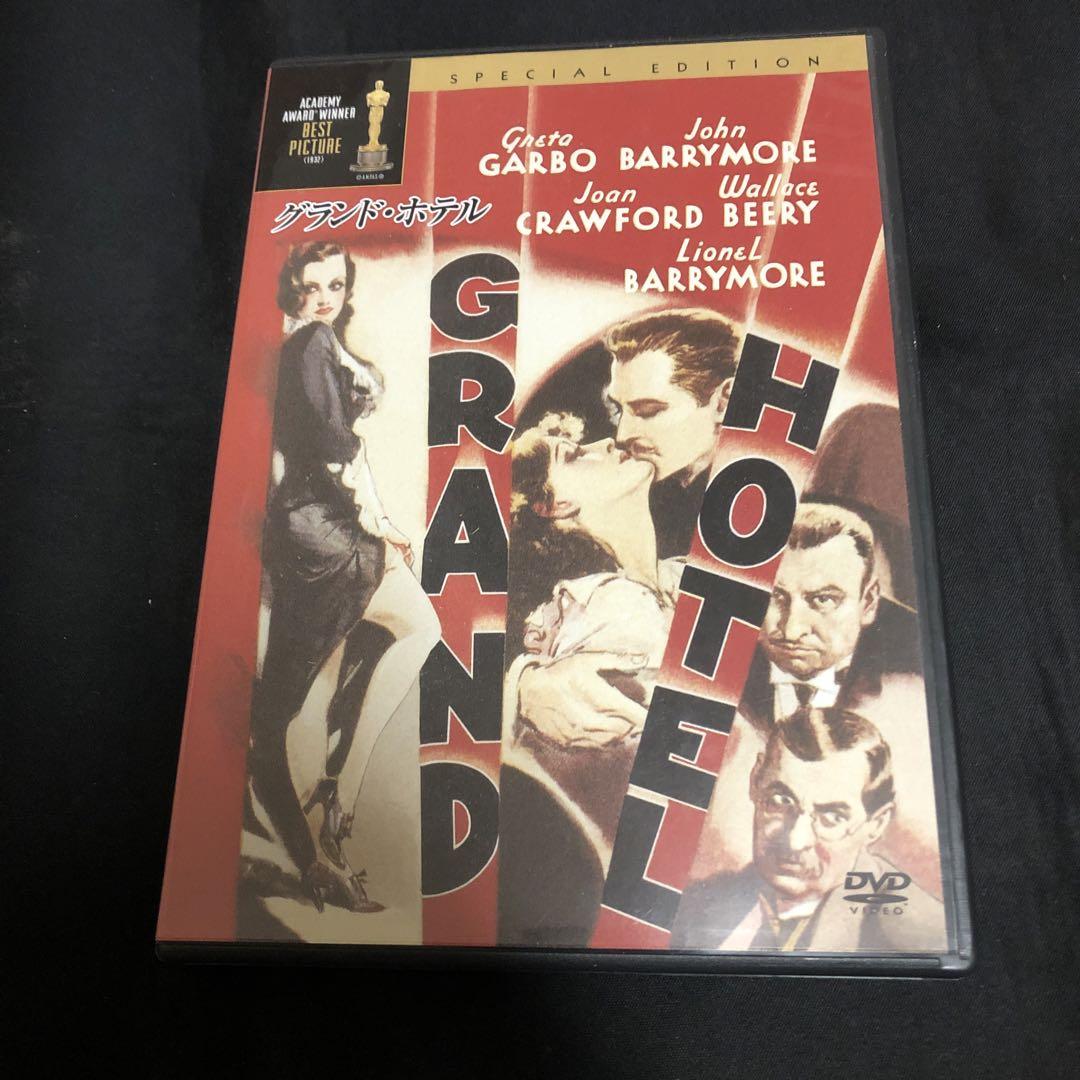 SPECIAL EDITION
ACADEMY
AWARD WINNER
BEST
PICTURE
(1932)
Greta GARBO
John BARRYMORE
Joan CRAWFORD
Wallace BEERY
Lionel BARRYMORE
グランド・ホテル
GRAND
HOTEL
DVD
VIDEO